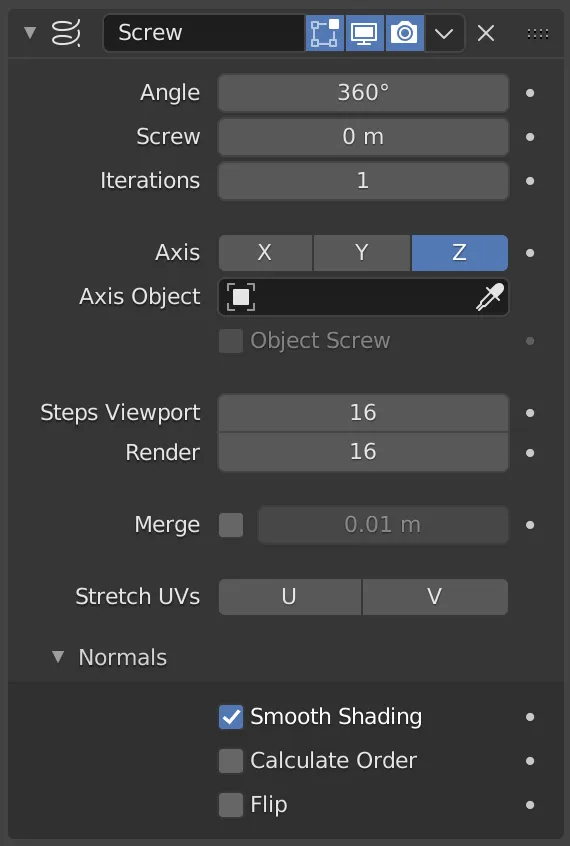 Screw
Angle 360°
Screw 0 m
Iterations 1
Axis X Y Z
Axis Object
Object Screw
Steps Viewport 16
Render 16
Merge 0.01 m
Stretch UVs U V
Normals
Smooth Shading
Calculate Order
Flip